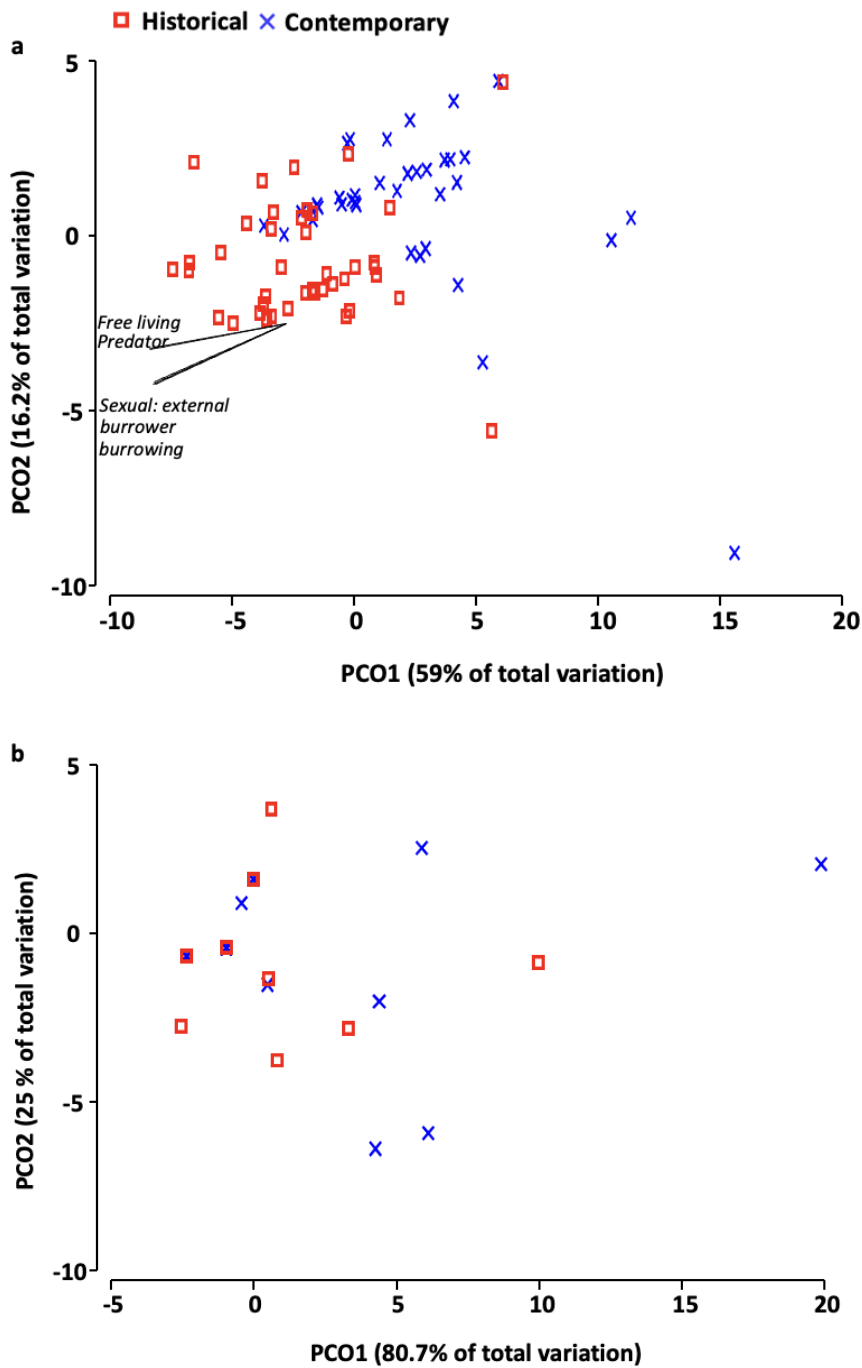 Historical Contemporary
a
5
0
-5
-10
PCO2 (16.2% of total variation)
Free living
Predator
Sexual: external
burrower
burrowing
-10 -5 0 5 10 15 20
PCO1 (59% of total variation)
b
5
0
-5
-10
PCO2 (25 % of total variation)
-5 0 5 10 15 20
PCO1 (80.7% of total variation)